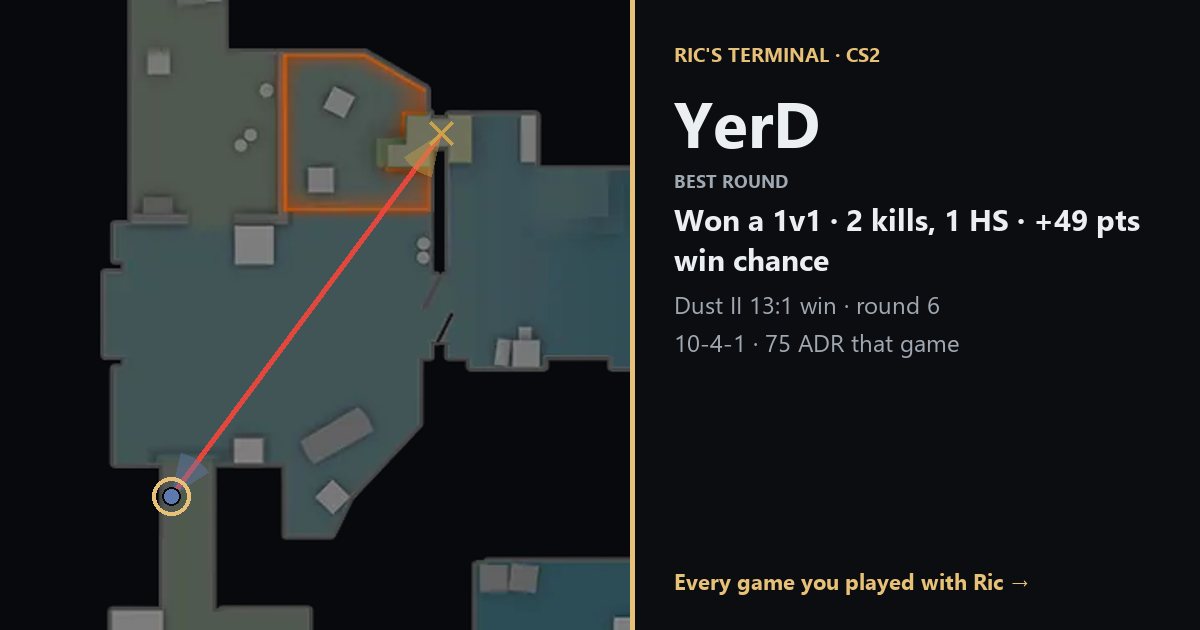 RIC'S TERMINAL · CS2
YerD
BEST ROUND
Won a 1v1 · 2 kills, 1 HS · +49 pts
win chance
Dust II 13:1 win · round 6
10-4-1 · 75 ADR that game
Every game you played with Ric →